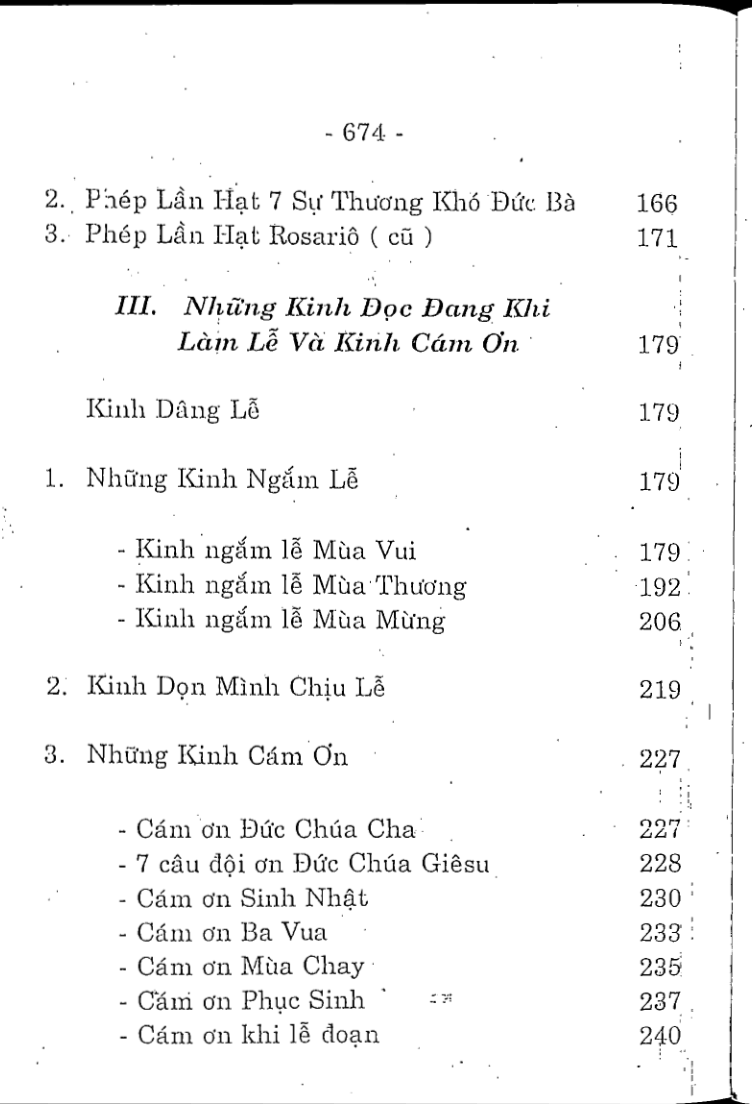 - 674 -
2. Phép Lần Hạt 7 Sự Thương Khó Đức Bà 166
3. Phép Lần Hạt Rosariô ( cũ ) 171
III. Những Kinh Đọc Đang Khi
Làm Lễ Và Kinh Cám Ơn 179
Kinh Dâng Lễ 179
1. Những Kinh Ngắm Lễ 179
- Kinh ngắm lễ Mùa Vui 179
- Kinh ngắm lễ Mùa Thương 192
- Kinh ngắm lễ Mùa Mừng 206
2. Kinh Dọn Mình Chịu Lễ 219
3. Những Kinh Cám Ơn 227
- Cám ơn Đức Chúa Cha 227
- 7 câu đội ơn Đức Chúa Giêsu 228
- Cám ơn Sinh Nhật 230
- Cám ơn Ba Vua 233
- Cám ơn Mùa Chay 235
- Cám ơn Phục Sinh 237
- Cám ơn khi lễ đoạn 240